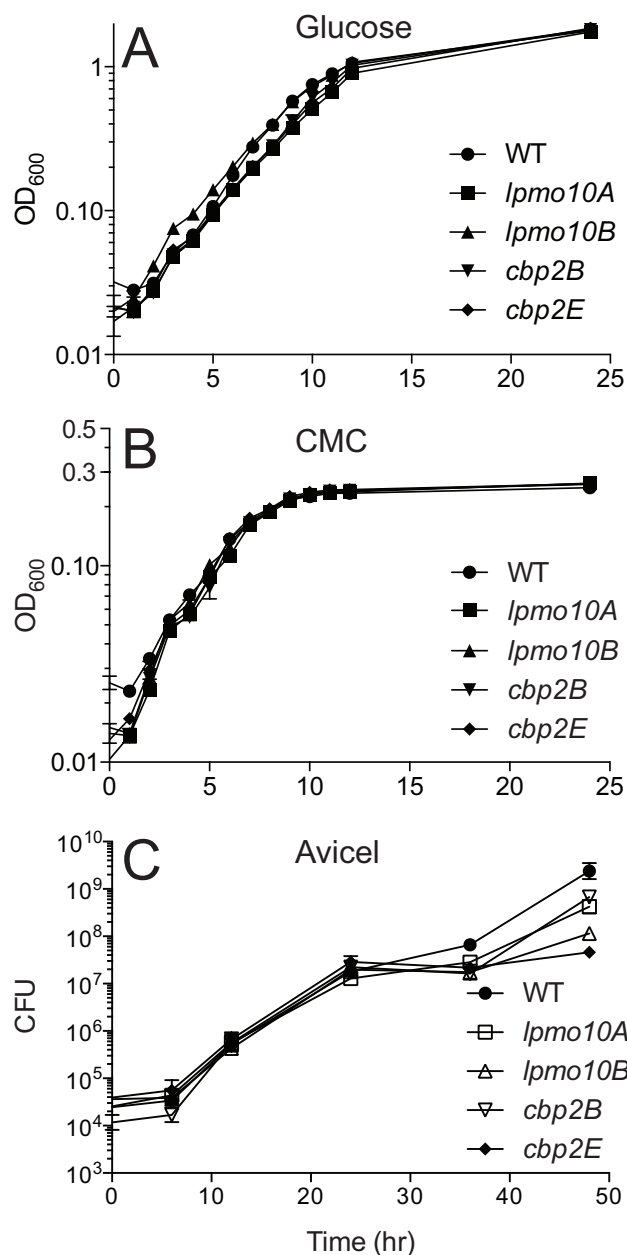 A
Glucose
1
0.10
0.01
OD600
WT
lpmo10A
lpmo10B
cbp2B
cbp2E
0 5 10 15 20 25
B
CMC
0.5
0.3
0.10
0.01
OD600
WT
lpmo10A
lpmo10B
cbp2B
cbp2E
0 5 10 15 20 25
C
Avicel
10^10
10^9
10^8
10^7
10^6
10^5
10^4
10^3
CFU
WT
lpmo10A
lpmo10B
cbp2B
cbp2E
0 10 20 30 40 50
Time (hr)